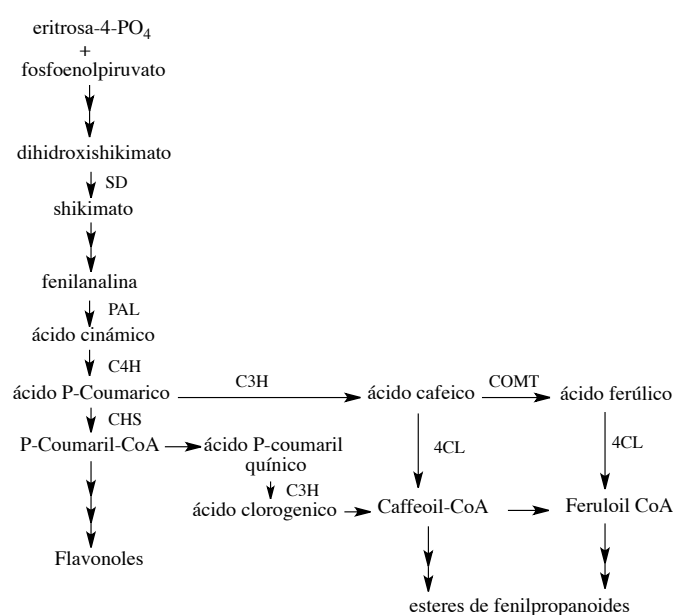 eritrosa-4-PO4
+
fosfoenolpiruvato
dihidroxishikimato
SD
shikimato
fenilanalina
PAL
ácido cinámico
C4H
ácido P-Coumarico
C3H
ácido cafeico
COMT
ácido ferúlico
CHS
P-Coumaril-CoA
ácido P-coumaril
quínico
4CL
4CL
C3H
ácido clorogenico
Caffeoil-CoA
Feruloil CoA
Flavonoles
esteres de fenilpropanoides